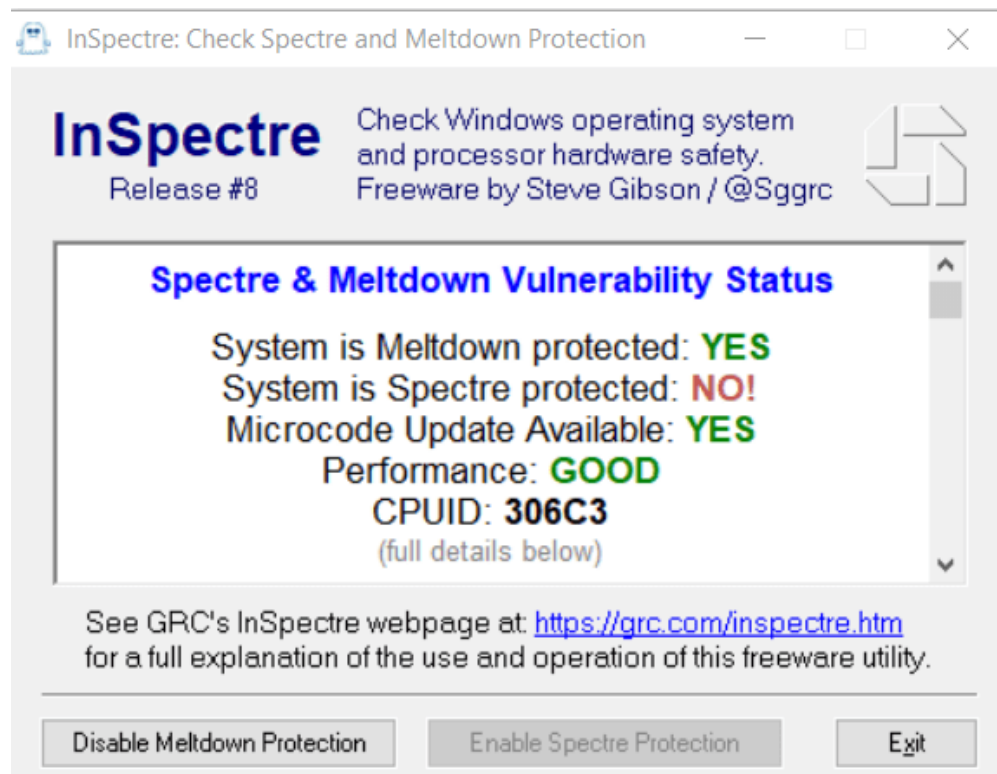 InSpectre: Check Spectre and Meltdown Protection
InSpectre
Release #8
Check Windows operating system
and processor hardware safety.
Freeware by Steve Gibson / @Sggrc
Spectre & Meltdown Vulnerability Status
System is Meltdown protected: YES
System is Spectre protected: NO!
Microcode Update Available: YES
Performance: GOOD
CPUID: 306C3
(full details below)
See GRC's InSpectre webpage at: https://grc.com/inspectre.htm
for a full explanation of the use and operation of this freeware utility.
Disable Meltdown Protection
Enable Spectre Protection
Exit